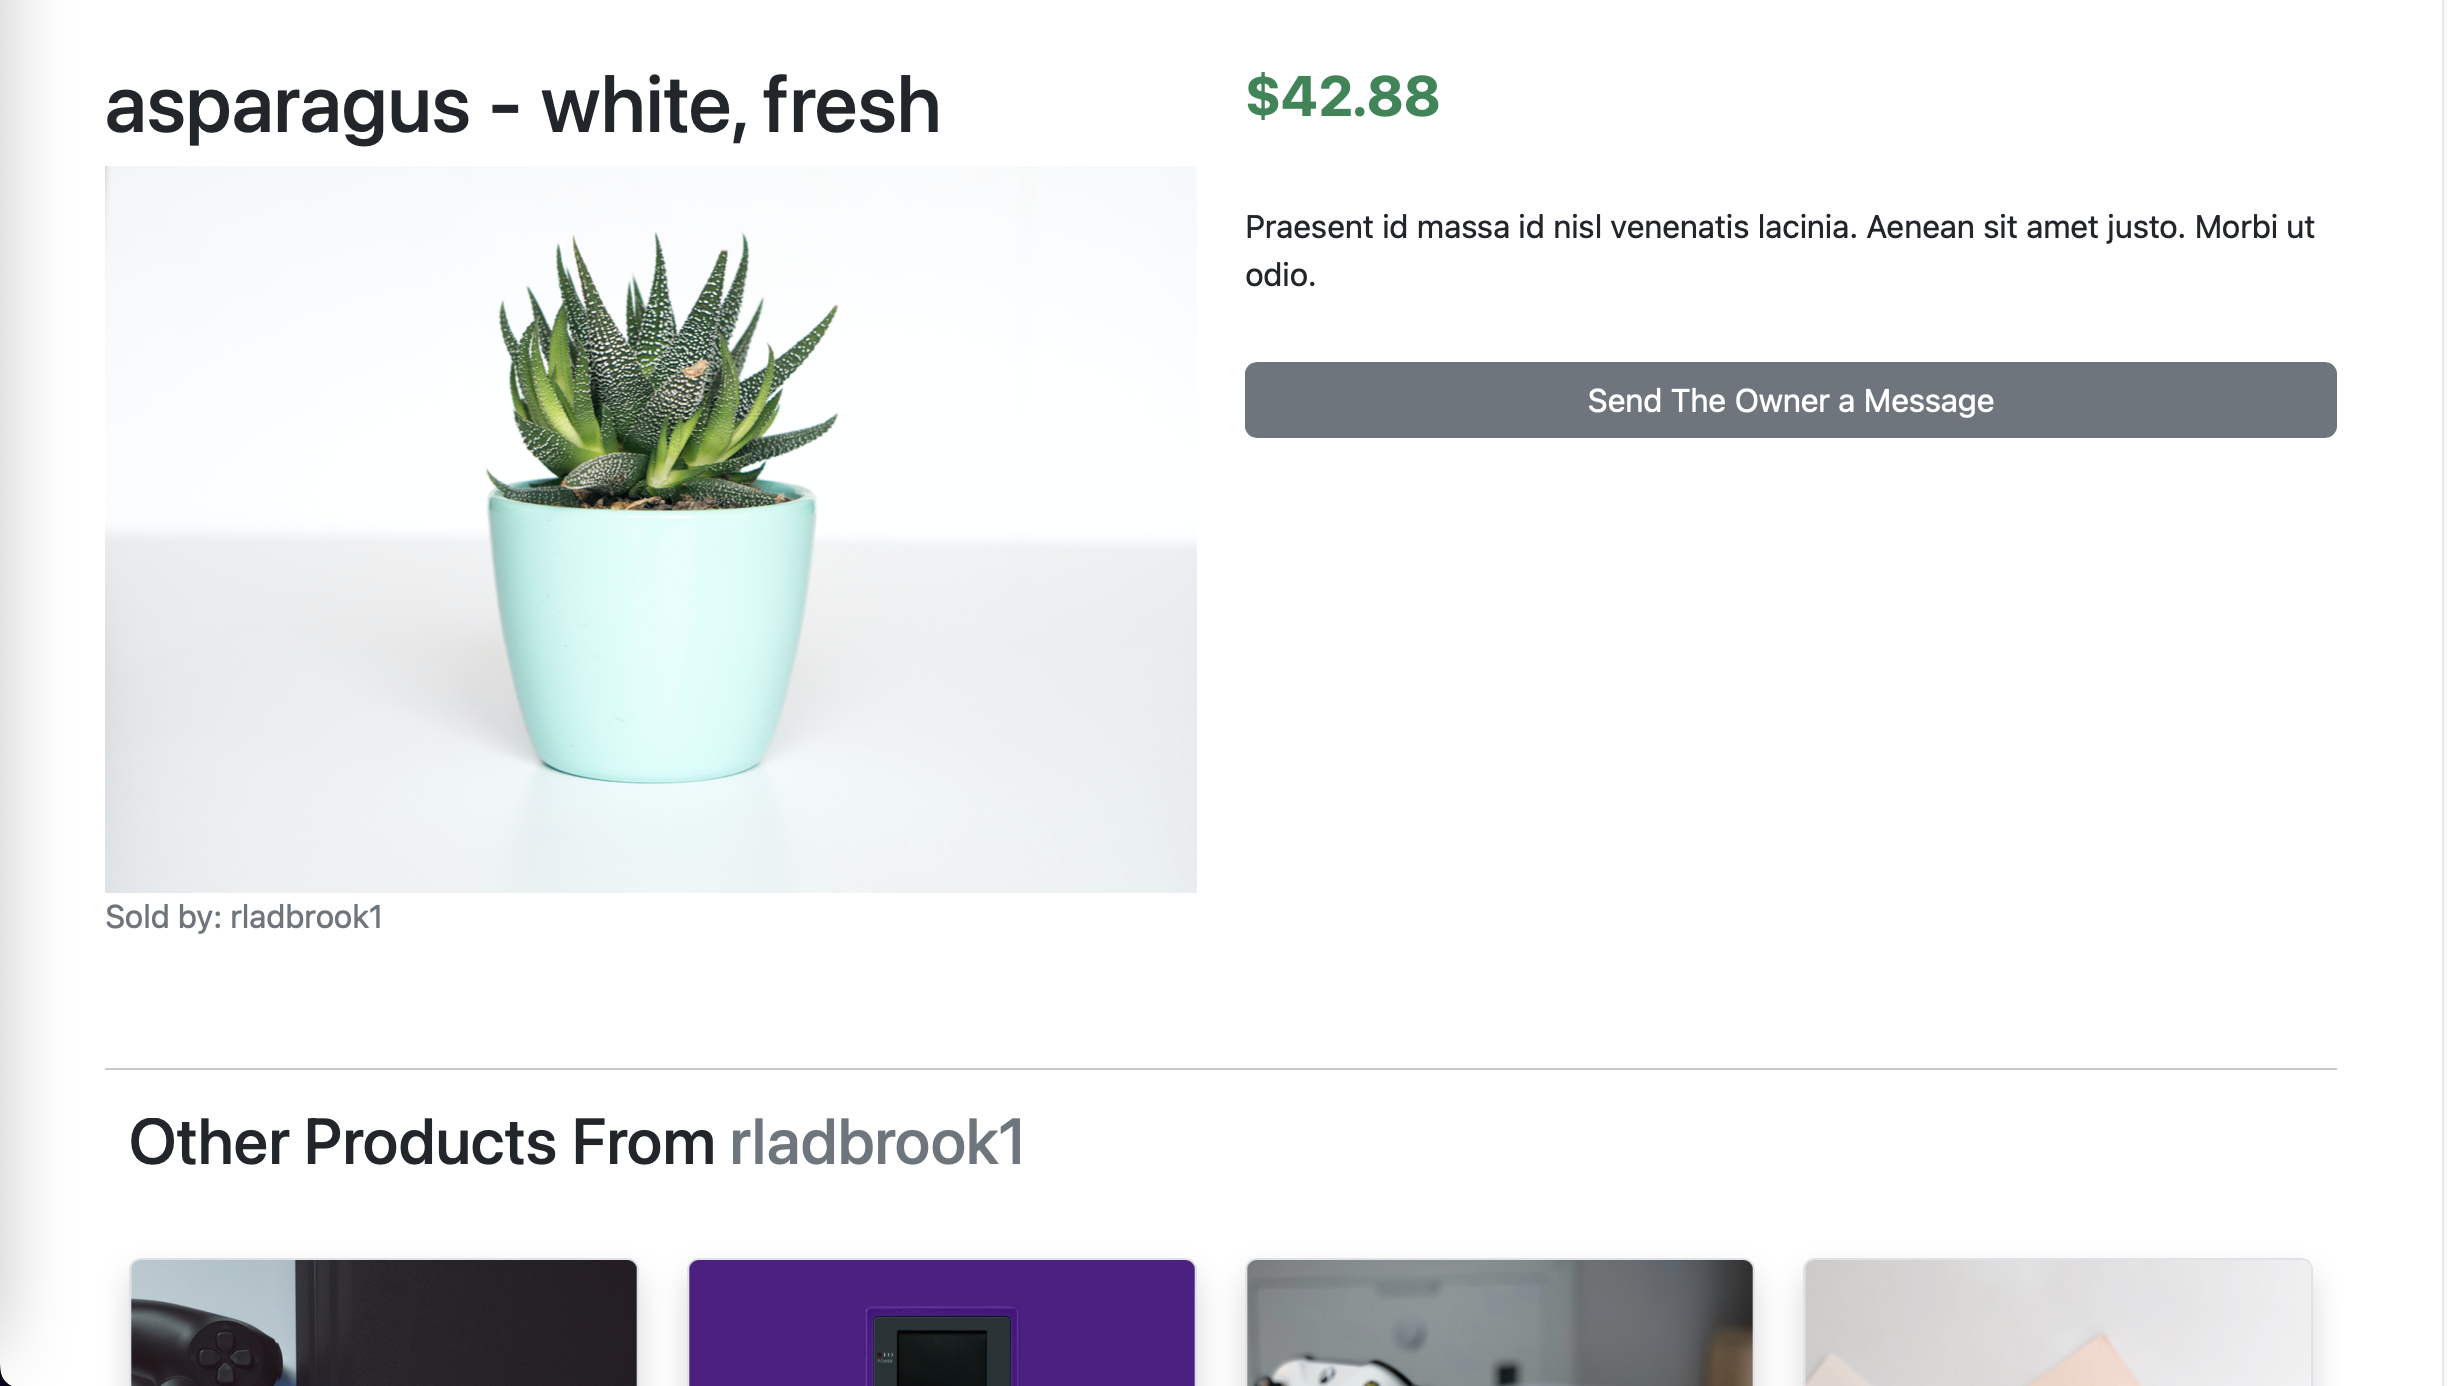 asparagus - white, fresh
$42.88
Praesent id massa id nisl venenatis lacinia. Aenean sit amet justo. Morbi ut
odio.
Send The Owner a Message
Sold by: rladbrook1
Other Products From rladbrook1
POWER